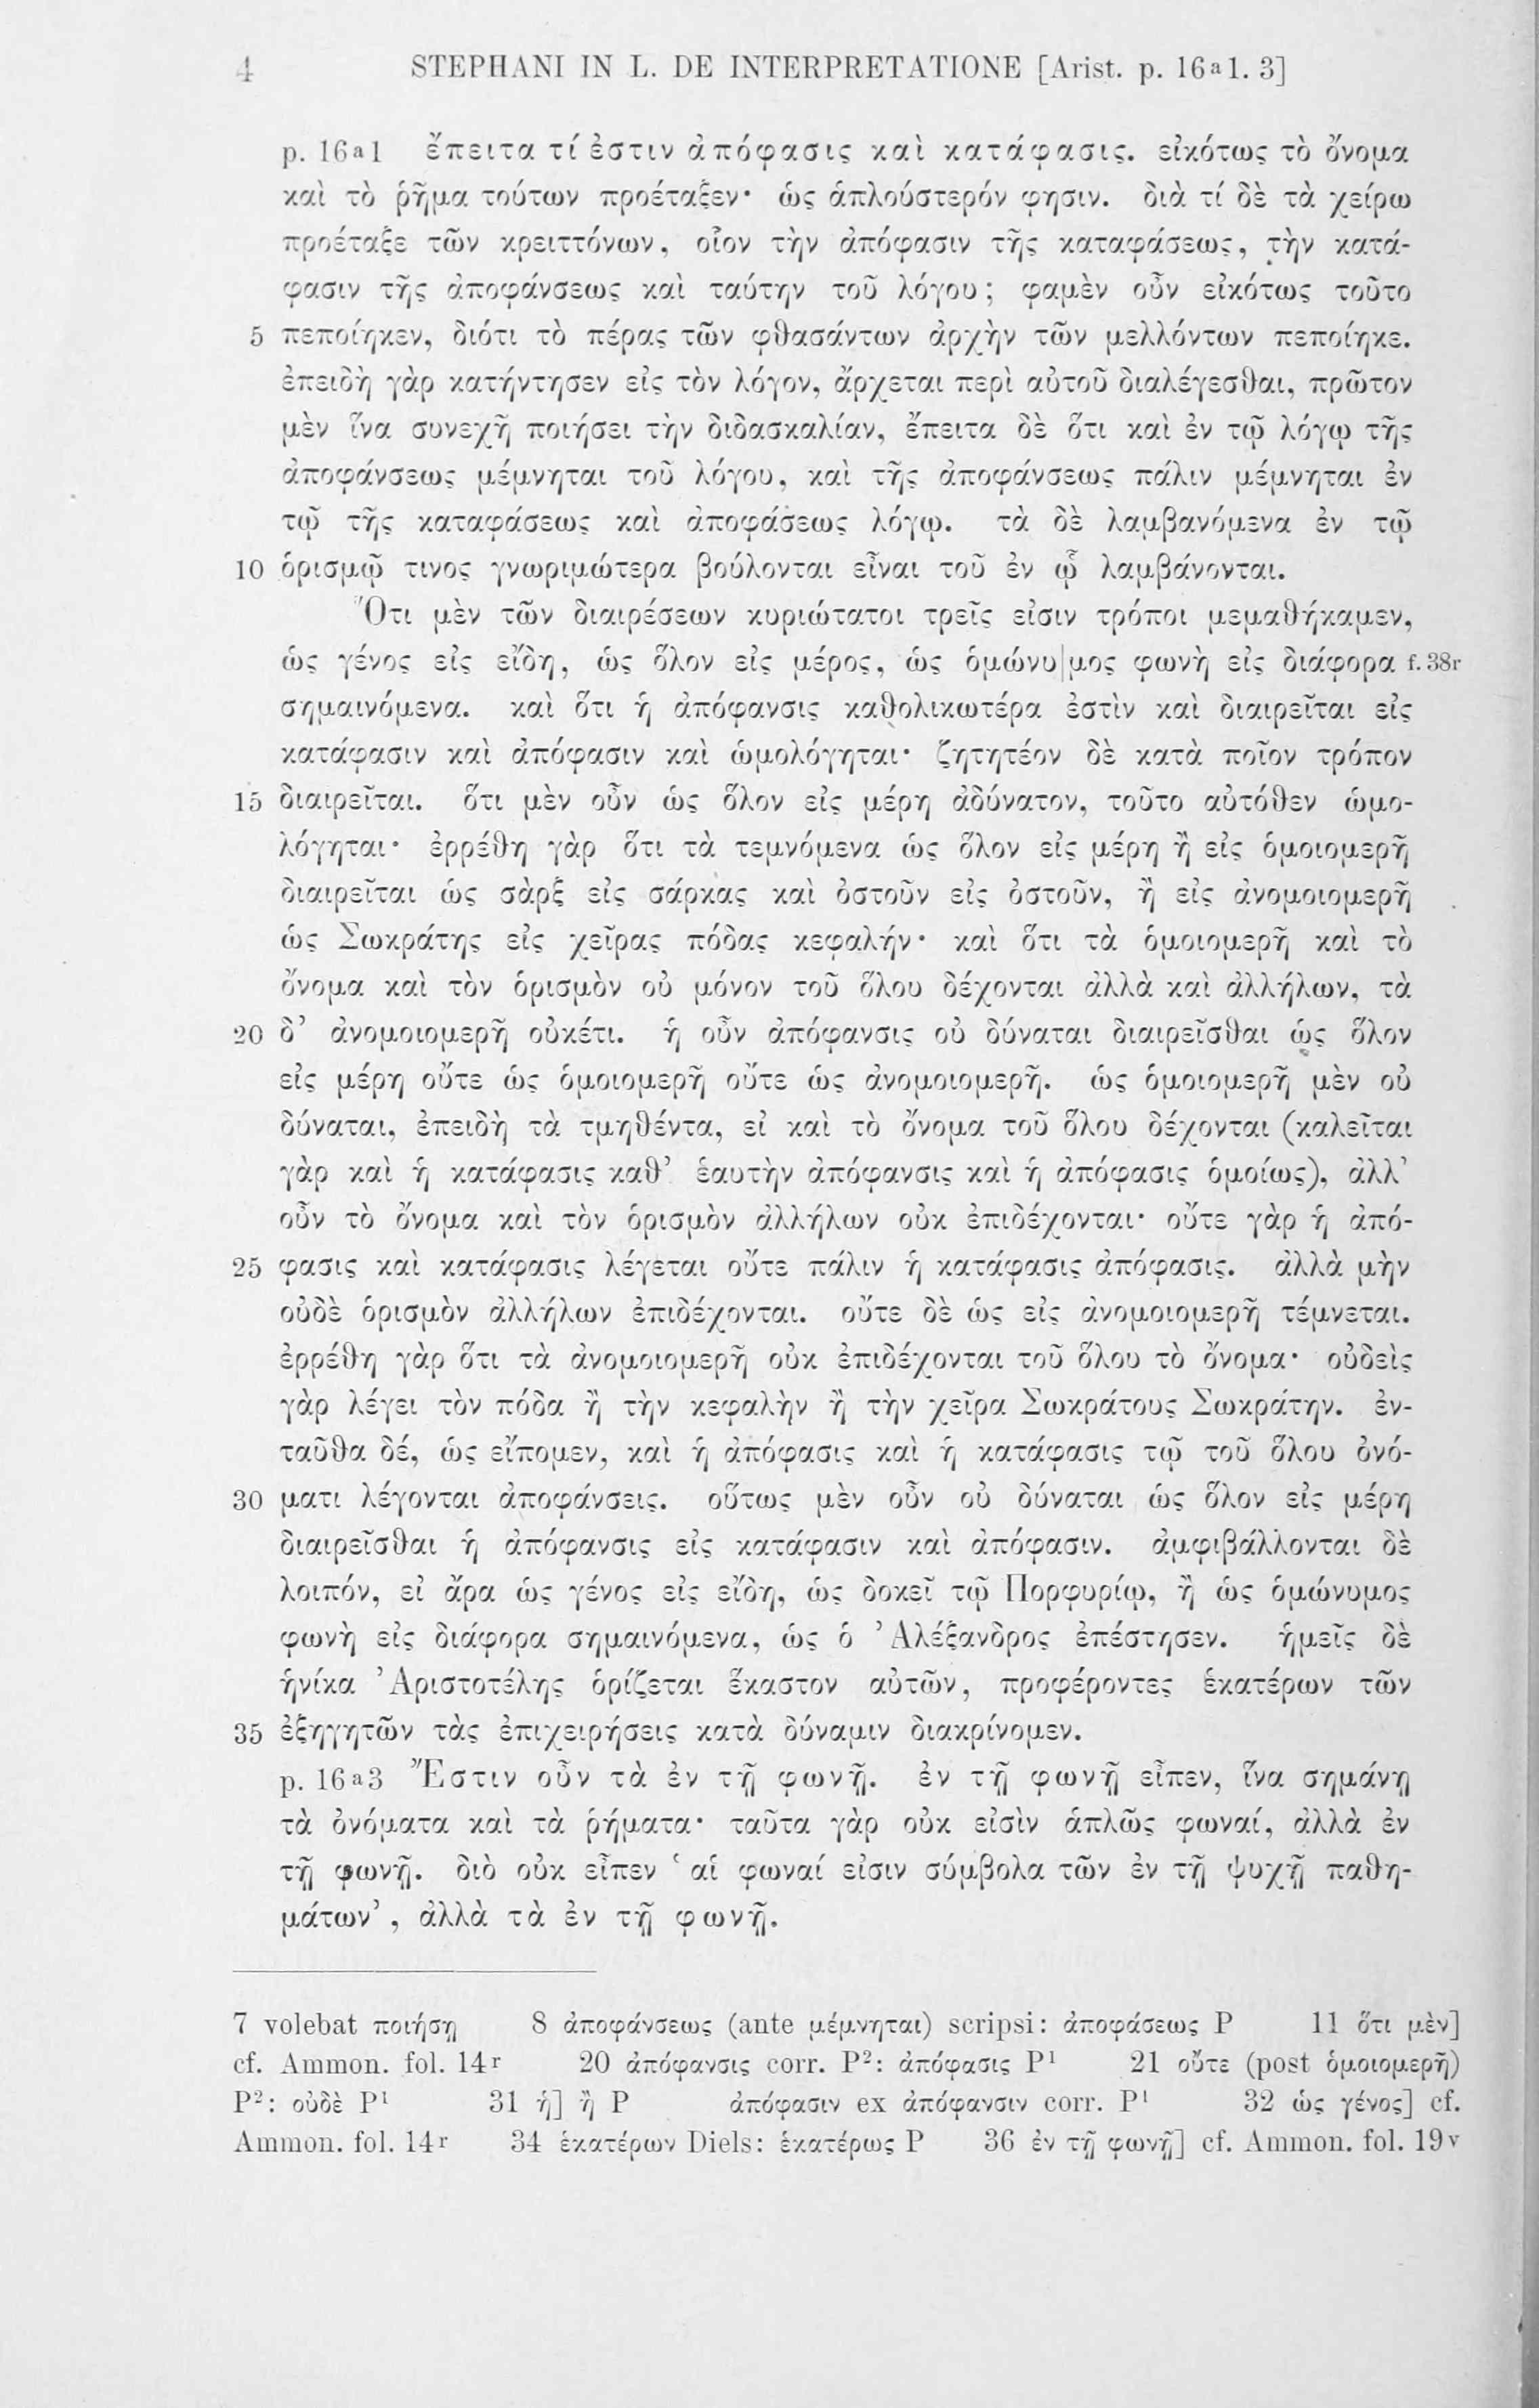 4 STEPHANI IN L. DE INTERPRETATIONE [Arist. p. 16ᵃ1. 3]
p. 16ᵃ1 ἔπειτα τί ἐστιν ἀπόφασις καὶ κατάφασις. εἰκότως τὸ ὄνομα
καὶ τὸ ῥῆμα τούτων προέταξεν· ὡς ἁπλούστερόν φησιν. διὰ τί δὲ τὰ χείρω
προέταξε τῶν κρειττόνων, οἷον τὴν ἀπόφασιν τῆς καταφάσεως, τὴν κατά-
φασιν τῆς ἀποφάνσεως καὶ ταύτην τοῦ λόγου; φαμὲν οὖν εἰκότως τοῦτο
5 πεποίηκεν, διότι τὸ πέρας τῶν φθασάντων ἀρχὴν τῶν μελλόντων πεποίηκε.
ἐπειδὴ γὰρ κατήντησεν εἰς τὸν λόγον, ἄρχεται περὶ αὐτοῦ διαλέγεσθαι, πρῶτον
μὲν ἵνα συνεχῆ ποιήσει τὴν διδασκαλίαν, ἔπειτα δὲ ὅτι καὶ ἐν τῷ λόγῳ τῆς
ἀποφάνσεως μέμνηται τοῦ λόγου, καὶ τῆς ἀποφάνσεως πάλιν μέμνηται ἐν
τῷ τῆς καταφάσεως καὶ ἀποφάσεως λόγῳ. τὰ δὲ λαμβανόμενα ἐν τῷ
10 ὁρισμῷ τινος γνωριμώτερα βούλονται εἶναι τοῦ ἐν ᾧ λαμβάνονται.
Ὅτι μὲν τῶν διαιρέσεων κυριώτατοι τρεῖς εἰσιν τρόποι μεμαθήκαμεν,
ὡς γένος εἰς εἴδη, ὡς ὅλον εἰς μέρος, ὡς ὁμώνυ|μος φωνὴ εἰς διάφορα f. 38r
σημαινόμενα. καὶ ὅτι ἡ ἀπόφανσις καθολικωτέρα ἐστὶν καὶ διαιρεῖται εἰς
κατάφασιν καὶ ἀπόφασιν καὶ ὡμολόγηται· ζητητέον δὲ κατὰ ποῖον τρόπον
15 διαιρεῖται. ὅτι μὲν οὖν ὡς ὅλον εἰς μέρη ἀδύνατον, τοῦτο αὐτόθεν ὡμο-
λόγηται· ἐρρέθη γὰρ ὅτι τὰ τεμνόμενα ὡς ὅλον εἰς μέρη ἢ εἰς ὁμοιομερῆ
διαιρεῖται ὡς σὰρξ εἰς σάρκας καὶ ὀστοῦν εἰς ὀστοῦν, ἢ εἰς ἀνομοιομερῆ
ὡς Σωκράτης εἰς χεῖρας πόδας κεφαλήν· καὶ ὅτι τὰ ὁμοιομερῆ καὶ τὸ
ὄνομα καὶ τὸν ὁρισμὸν οὐ μόνον τοῦ ὅλου δέχονται ἀλλὰ καὶ ἀλλήλων, τὰ
20 δ’ ἀνομοιομερῆ οὐκέτι. ἡ οὖν ἀπόφανσις οὐ δύναται διαιρεῖσθαι ὡς ὅλον
εἰς μέρη οὔτε ὡς ὁμοιομερῆ οὔτε ὡς ἀνομοιομερῆ. ὡς ὁμοιομερῆ μὲν οὐ
δύναται, ἐπειδὴ τὰ τμηθέντα, εἰ καὶ τὸ ὄνομα τοῦ ὅλου δέχονται (καλεῖται
γὰρ καὶ ἡ κατάφασις καθ’ ἑαυτὴν ἀπόφανσις καὶ ἡ ἀπόφασις ὁμοίως), ἀλλ’
οὖν τὸ ὄνομα καὶ τὸν ὁρισμὸν ἀλλήλων οὐκ ἐπιδέχονται· οὔτε γὰρ ἡ ἀπό-
25 φασις καὶ κατάφασις λέγεται οὔτε πάλιν ἡ κατάφασις ἀπόφασις. ἀλλὰ μὴν
οὐδὲ ὁρισμὸν ἀλλήλων ἐπιδέχονται. οὔτε δὲ ὡς εἰς ἀνομοιομερῆ τέμνεται.
ἐρρέθη γὰρ ὅτι τὰ ἀνομοιομερῆ οὐκ ἐπιδέχονται τοῦ ὅλου τὸ ὄνομα· οὐδεὶς
γὰρ λέγει τὸν πόδα ἢ τὴν κεφαλὴν ἢ τὴν χεῖρα Σωκράτους Σωκράτην. ἐν-
ταῦθα δέ, ὡς εἴπομεν, καὶ ἡ ἀπόφασις καὶ ἡ κατάφασις τῷ τοῦ ὅλου ὀνό-
30 ματι λέγονται ἀποφάνσεις. οὕτως μὲν οὖν οὐ δύναται ὡς ὅλον εἰς μέρη
διαιρεῖσθαι ἡ ἀπόφανσις εἰς κατάφασιν καὶ ἀπόφασιν. ἀμφιβάλλονται δὲ
λοιπόν, εἰ ἄρα ὡς γένος εἰς εἴδη, ὡς δοκεῖ τῷ Πορφυρίῳ, ἢ ὡς ὁμώνυμος
φωνὴ εἰς διάφορα σημαινόμενα, ὡς ὁ Ἀλέξανδρος ἐπέστησεν. ἡμεῖς δὲ
ἡνίκα Ἀριστοτέλης ὁρίζεται ἕκαστον αὐτῶν, προφέροντες ἑκατέρων τῶν
35 ἐξηγητῶν τὰς ἐπιχειρήσεις κατὰ δύναμιν διακρίνομεν.
p. 16ᵃ3 Ἔστιν οὖν τὰ ἐν τῇ φωνῇ. ἐν τῇ φωνῇ εἶπεν, ἵνα σημάνῃ
τὰ ὀνόματα καὶ τὰ ῥήματα· ταῦτα γὰρ οὐκ εἰσὶν ἁπλῶς φωναί, ἀλλὰ ἐν
τῇ φωνῇ. διὸ οὐκ εἶπεν ‘αἱ φωναί εἰσιν σύμβολα τῶν ἐν τῇ ψυχῇ παθη-
μάτων’, ἀλλὰ τὰ ἐν τῇ φωνῇ.
7 volebat ποιήσῃ 8 ἀποφάνσεως (ante μέμνηται) scripsi: ἀποφάσεως P 11 ὅτι μὲν]
cf. Ammon. fol. 14ʳ 20 ἀπόφανσις corr. P²: ἀπόφασις P¹ 21 οὔτε (post ὁμοιομερῆ)
P²: οὐδὲ P¹ 31 ἡ] ἢ P ἀπόφασιν ex ἀπόφανσιν corr. P¹ 32 ὡς γένος] cf.
Ammon. fol. 14ʳ 34 ἑκατέρων Diels: ἑκατέρως P 36 ἐν τῇ φωνῇ] cf. Ammon. fol. 19ᵛ